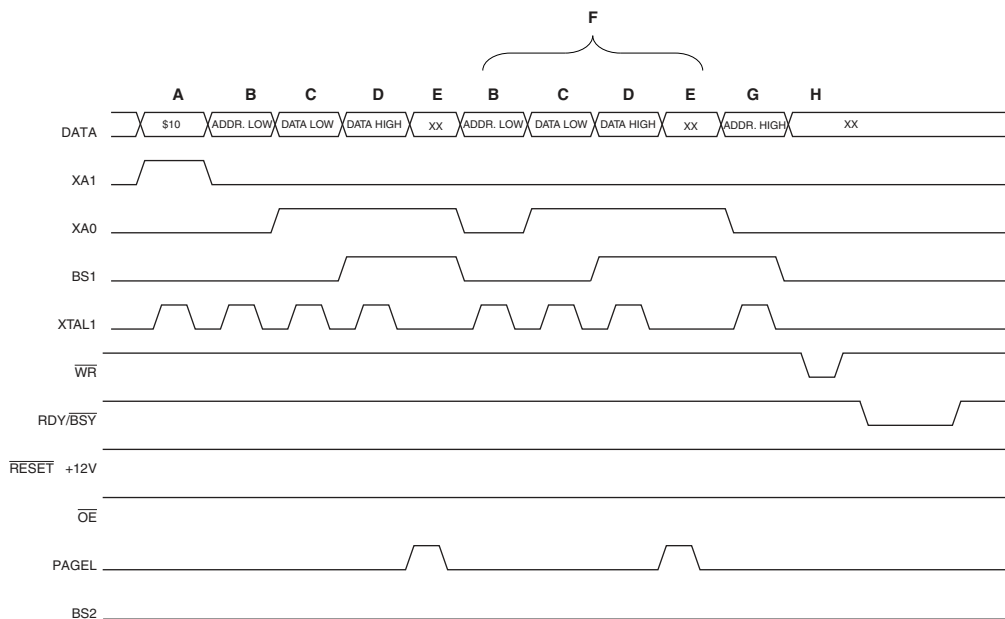 F
A B C D E B C D E G H
DATA $10 ADDR. LOW DATA LOW DATA HIGH XX ADDR. LOW DATA LOW DATA HIGH XX ADDR. HIGH XX
XA1
XA0
BS1
XTAL1
WR
RDY/BSY
RESET +12V
OE
PAGEL
BS2